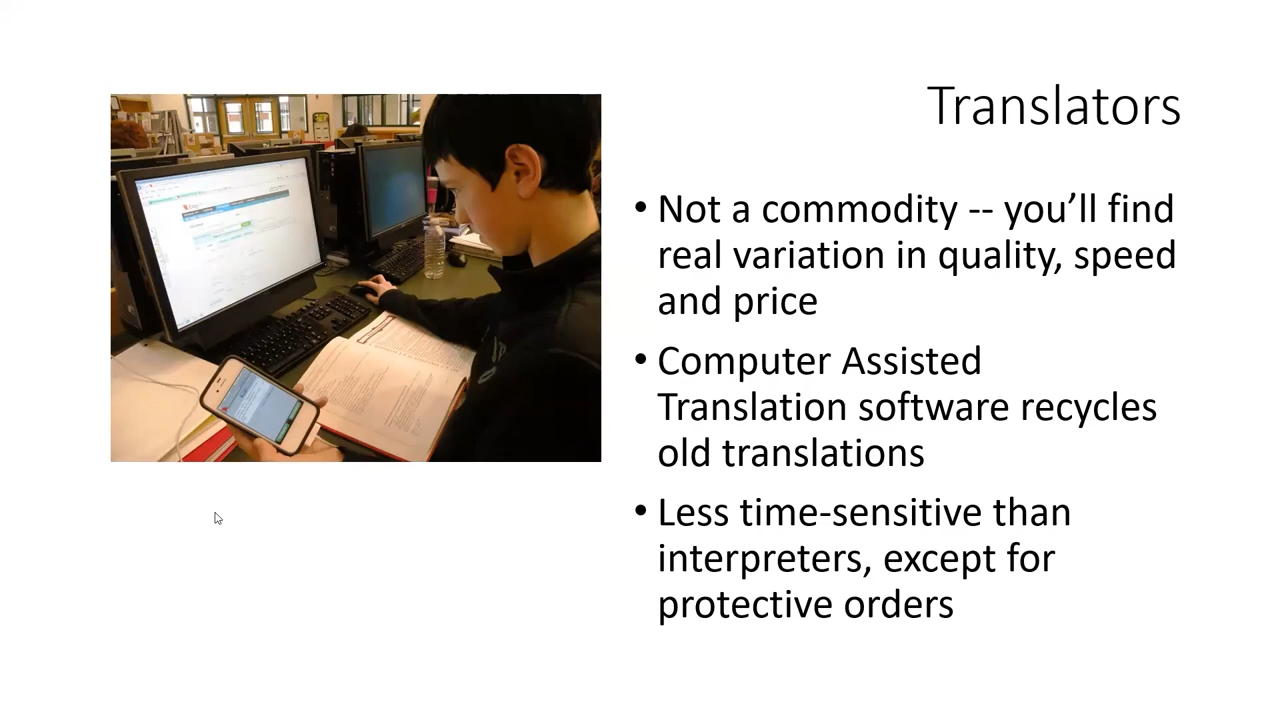 Translators
• Not a commodity -- you’ll find
real variation in quality, speed
and price
• Computer Assisted
Translation software recycles
old translations
• Less time-sensitive than
interpreters, except for
protective orders